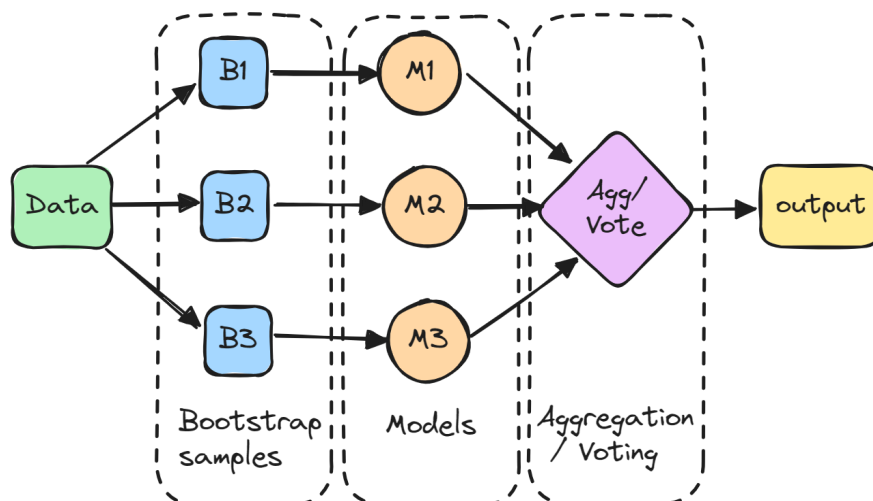 B1
M1
Data
B2
M2
Agg/
Vote
output
B3
M3
Bootstrap
samples
Models
Aggregation
/ Voting